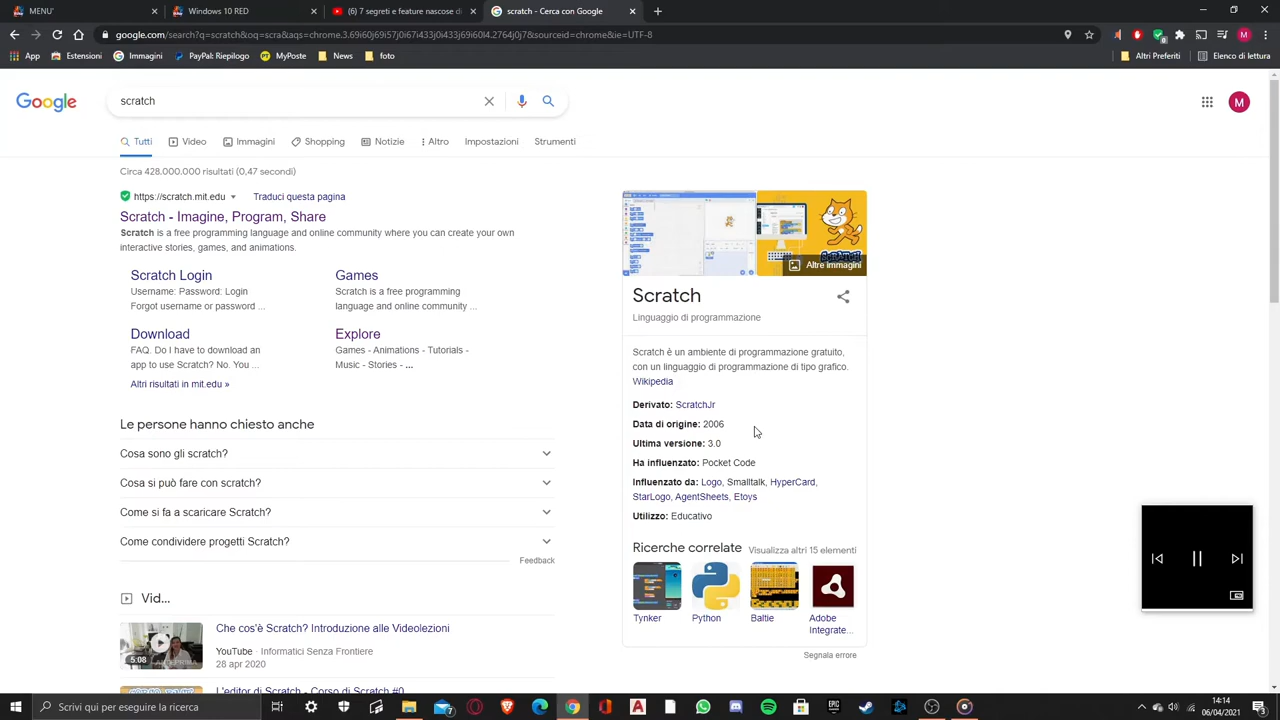 MENU'
VIDEO
(6) 7 segreti e feature nascose di
scratch - Cerca con Google
google.com/search?q=scratch&oq=scra&aqs=chrome.3.69i60j69i57j0i67i433j0i433j69i60l4.2764j0j7&sourceid=chrome&ie=UTF-8
App
Estensioni
Immagini
PayPal: Riepilogo
MyPoste
News
foto
Altri Preferiti
Elenco di lettura
Google
scratch
M
Tutti
Video
Immagini
Shopping
Notizie
Altro
Impostazioni
Strumenti
Circa 428.000.000 risultati (0,47 secondi)
https://scratch.mit.edu
Traduci questa pagina
Scratch - Imagine, Program, Share
Scratch is a free programming language and online community where you can create your own
interactive stories, games, and animations.
Scratch Login
Username: Password: Login
Forgot username or password ...
Games
Scratch is a free programming
language and online community ...
Download
FAQ. Do I have to download an
app to use Scratch? No. You ...
Explore
Games - Animations - Tutorials -
Music - Stories - ...
Altri risultati in mit.edu »
Le persone hanno chiesto anche
Cosa sono gli scratch?
Cosa si può fare con scratch?
Come si fa a scaricare Scratch?
Come condividere progetti Scratch?
Feedback
Vid...
5:08
Che cos'è Scratch? Introduzione alle Videolezioni
YouTube · Informatici Senza Frontiere
28 apr 2020
L'editor di Scratch - Corso di Scratch #0
Altre immagini
Scratch
Linguaggio di programmazione
Scratch è un ambiente di programmazione gratuito,
con un linguaggio di programmazione di tipo grafico.
Wikipedia
Derivato: ScratchJr
Data di origine: 2006
Ultima versione: 3.0
Ha influenzato: Pocket Code
Influenzato da: Logo, Smalltalk, HyperCard,
StarLogo, AgentSheets, Etoys
Utilizzo: Educativo
Ricerche correlate
Visualizza altri 15 elementi
Tynker
Python
Baltie
Adobe
Integrate...
Segnala errore
Scrivi qui per eseguire la ricerca
14:14
06/04/2021